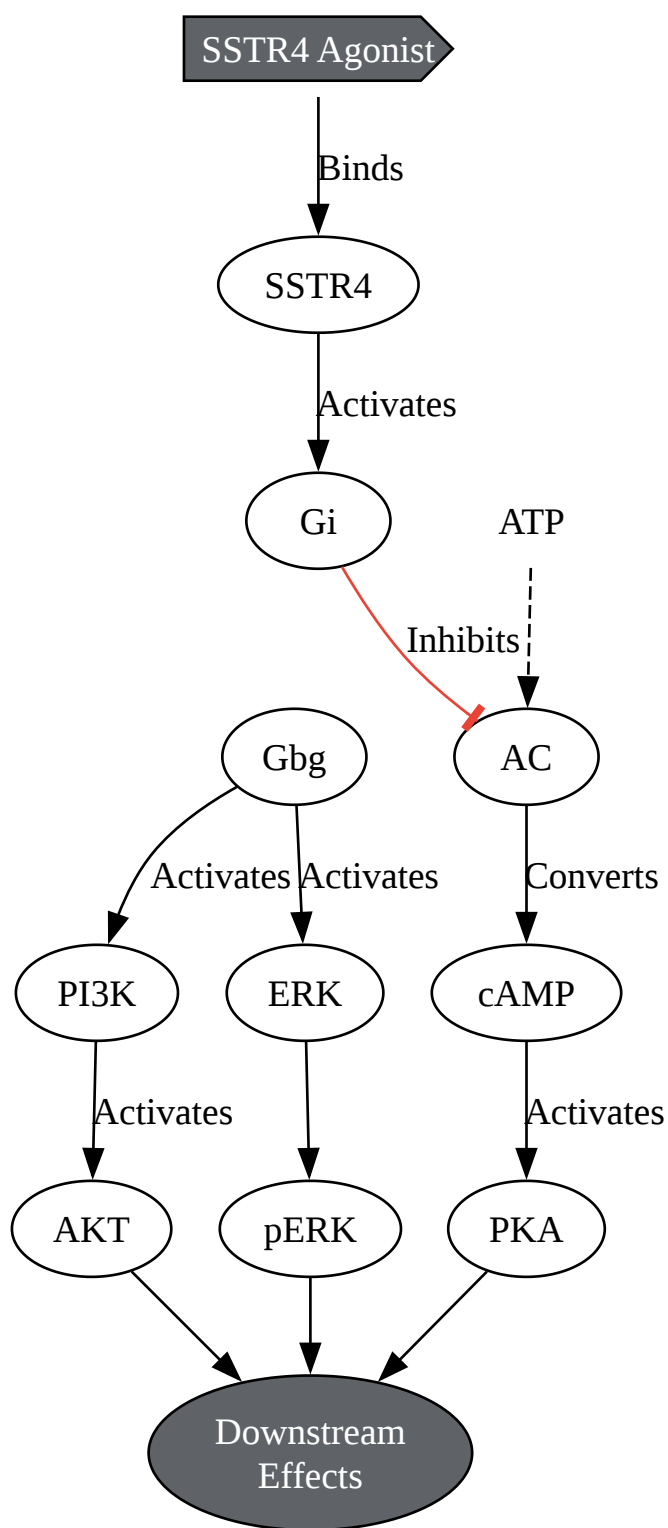 SSTR4 Agonist
Binds
SSTR4
Activates
Gi
ATP
Inhibits
Gbg
AC
Activates
Activates
Converts
PI3K
ERK
cAMP
Activates
Activates
AKT
pERK
PKA
Downstream
Effects